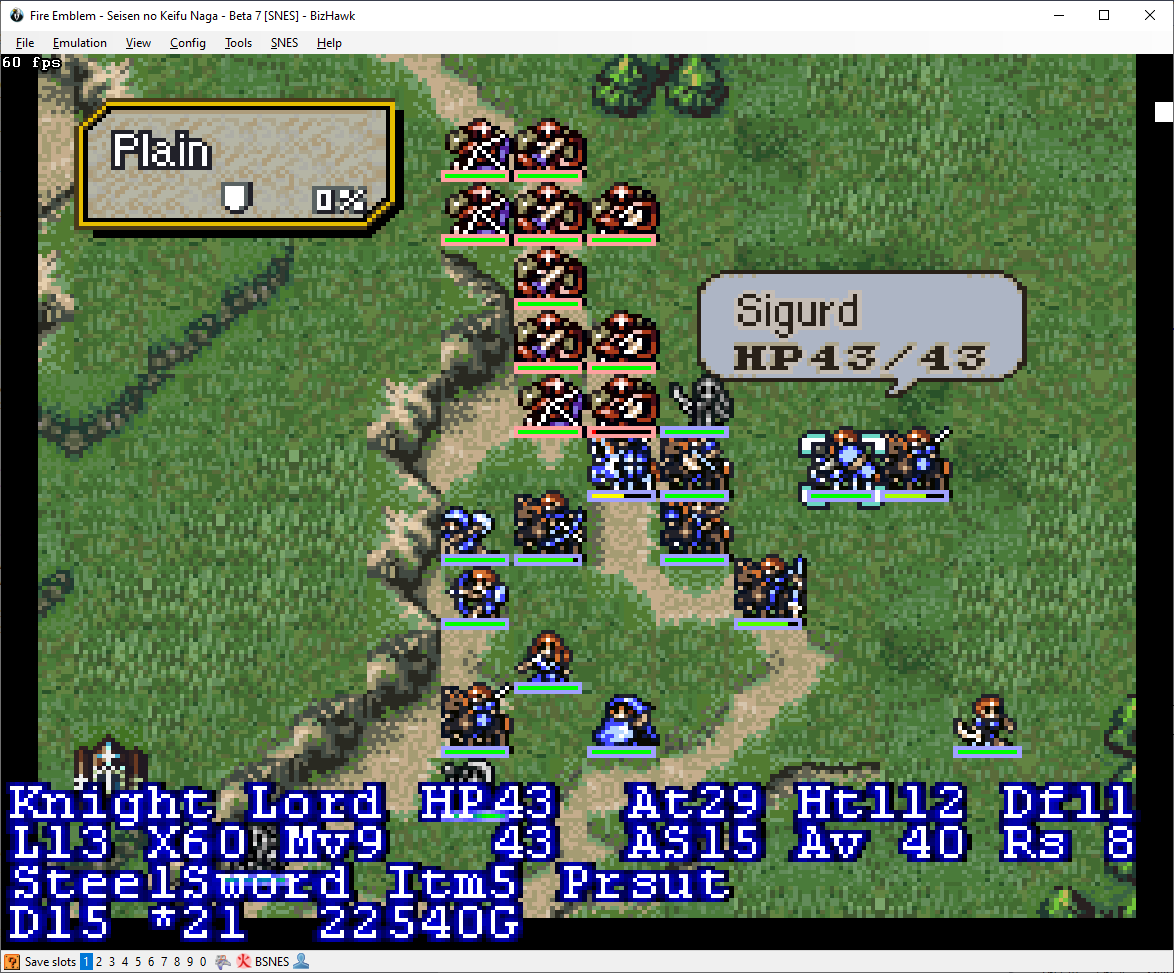 Fire Emblem - Seisen no Keifu Naga - Beta 7 [SNES] - BizHawk
File Emulation View Config Tools SNES Help
60 fps
Plain
0%
Sigurd
HP43/43
Knight Lord HP43 At29 Ht112 Df11
L13 X60 Mv9 43 AS15 Av 40 Rs 8
SteelSword Itm5 Prsut
D15 *21 22540G
Save slots 1 2 3 4 5 6 7 8 9 0 BSNES